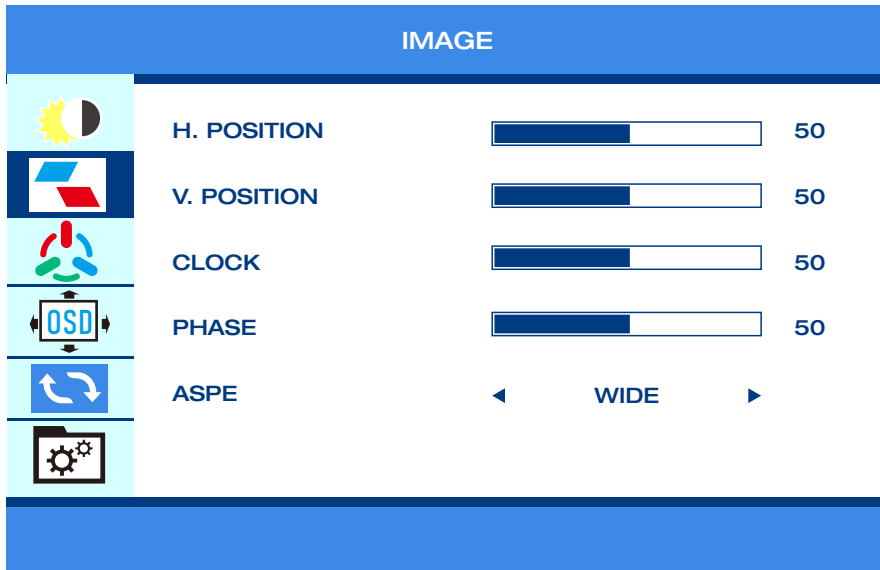 IMAGE
H. POSITION 50
V. POSITION 50
CLOCK 50
PHASE 50
OSD
ASPE WIDE